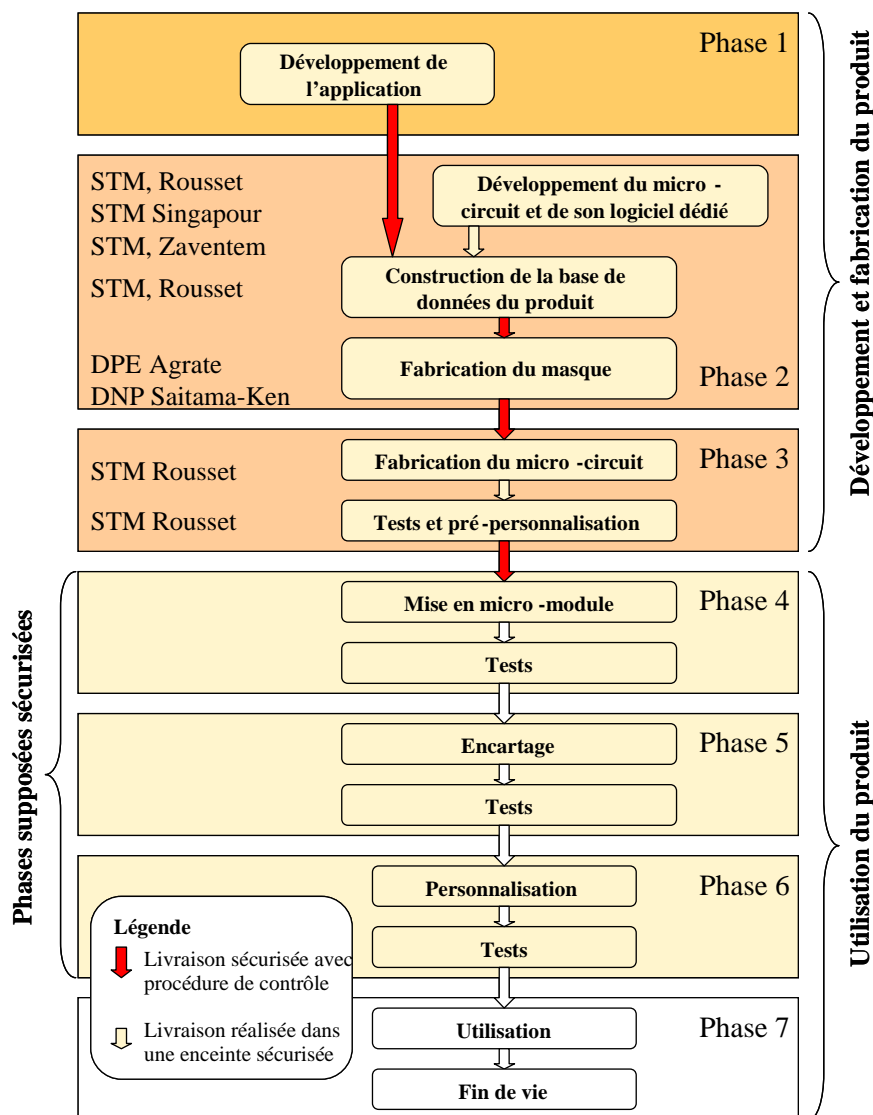 Phase 1
Développement de
l'application
STM, Rousset
STM Singapour
STM, Zaventem
Développement du micro -
circuit et de son logiciel dédié
STM, Rousset
Construction de la base de
données du produit
DPE Agrate
DNP Saitama-Ken
Fabrication du masque
Phase 2
Développement et fabrication du produit
Phase 3
STM Rousset
Fabrication du micro -circuit
STM Rousset
Tests et pré -personnalisation
Phases supposées sécurisées
Phase 4
Mise en micro -module
Tests
Phase 5
Encartage
Tests
Phase 6
Personnalisation
Tests
Utilisation du produit
Légende
Livraison sécurisée avec
procédure de contrôle
Livraison réalisée dans
une enceinte sécurisée
Phase 7
Utilisation
Fin de vie